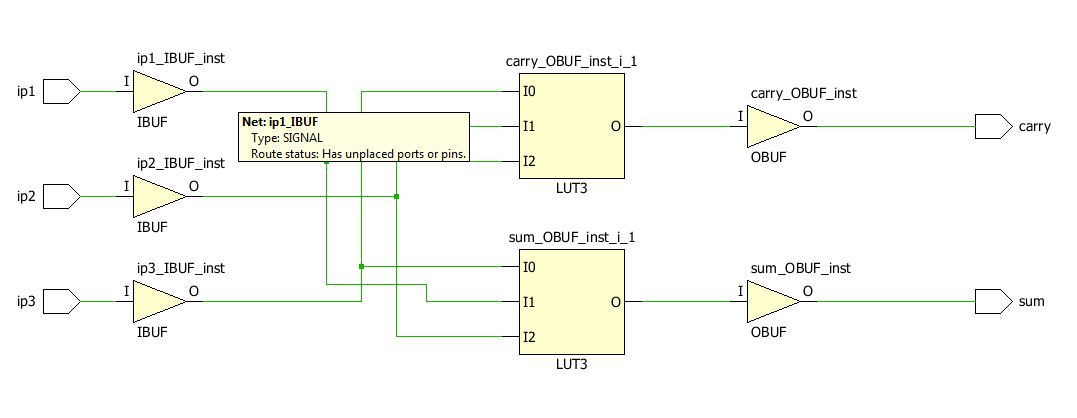 carry_OBUF_inst_i_1
ip1_IBUF_inst
ip1 I O
IBUF
I0
I1
I2
O
LUT3
carry_OBUF_inst
I O
OBUF
carry
Net: ip1_IBUF
Type: SIGNAL
Route status: Has unplaced ports or pins.
ip2_IBUF_inst
ip2 I O
IBUF
sum_OBUF_inst_i_1
ip3_IBUF_inst
ip3 I O
IBUF
I0
I1
I2
O
LUT3
sum_OBUF_inst
I O
OBUF
sum